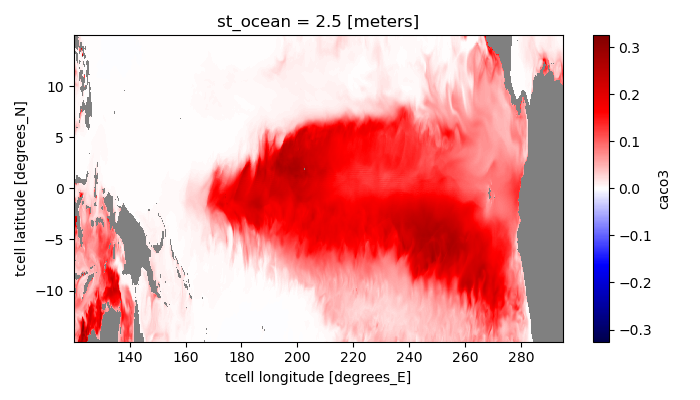 st_ocean = 2.5 [meters]
10
5
0
−5
−10
tcell latitude [degrees_N]
140 160 180 200 220 240 260 280
tcell longitude [degrees_E]
0.3
0.2
0.1
0.0
−0.1
−0.2
−0.3
caco3